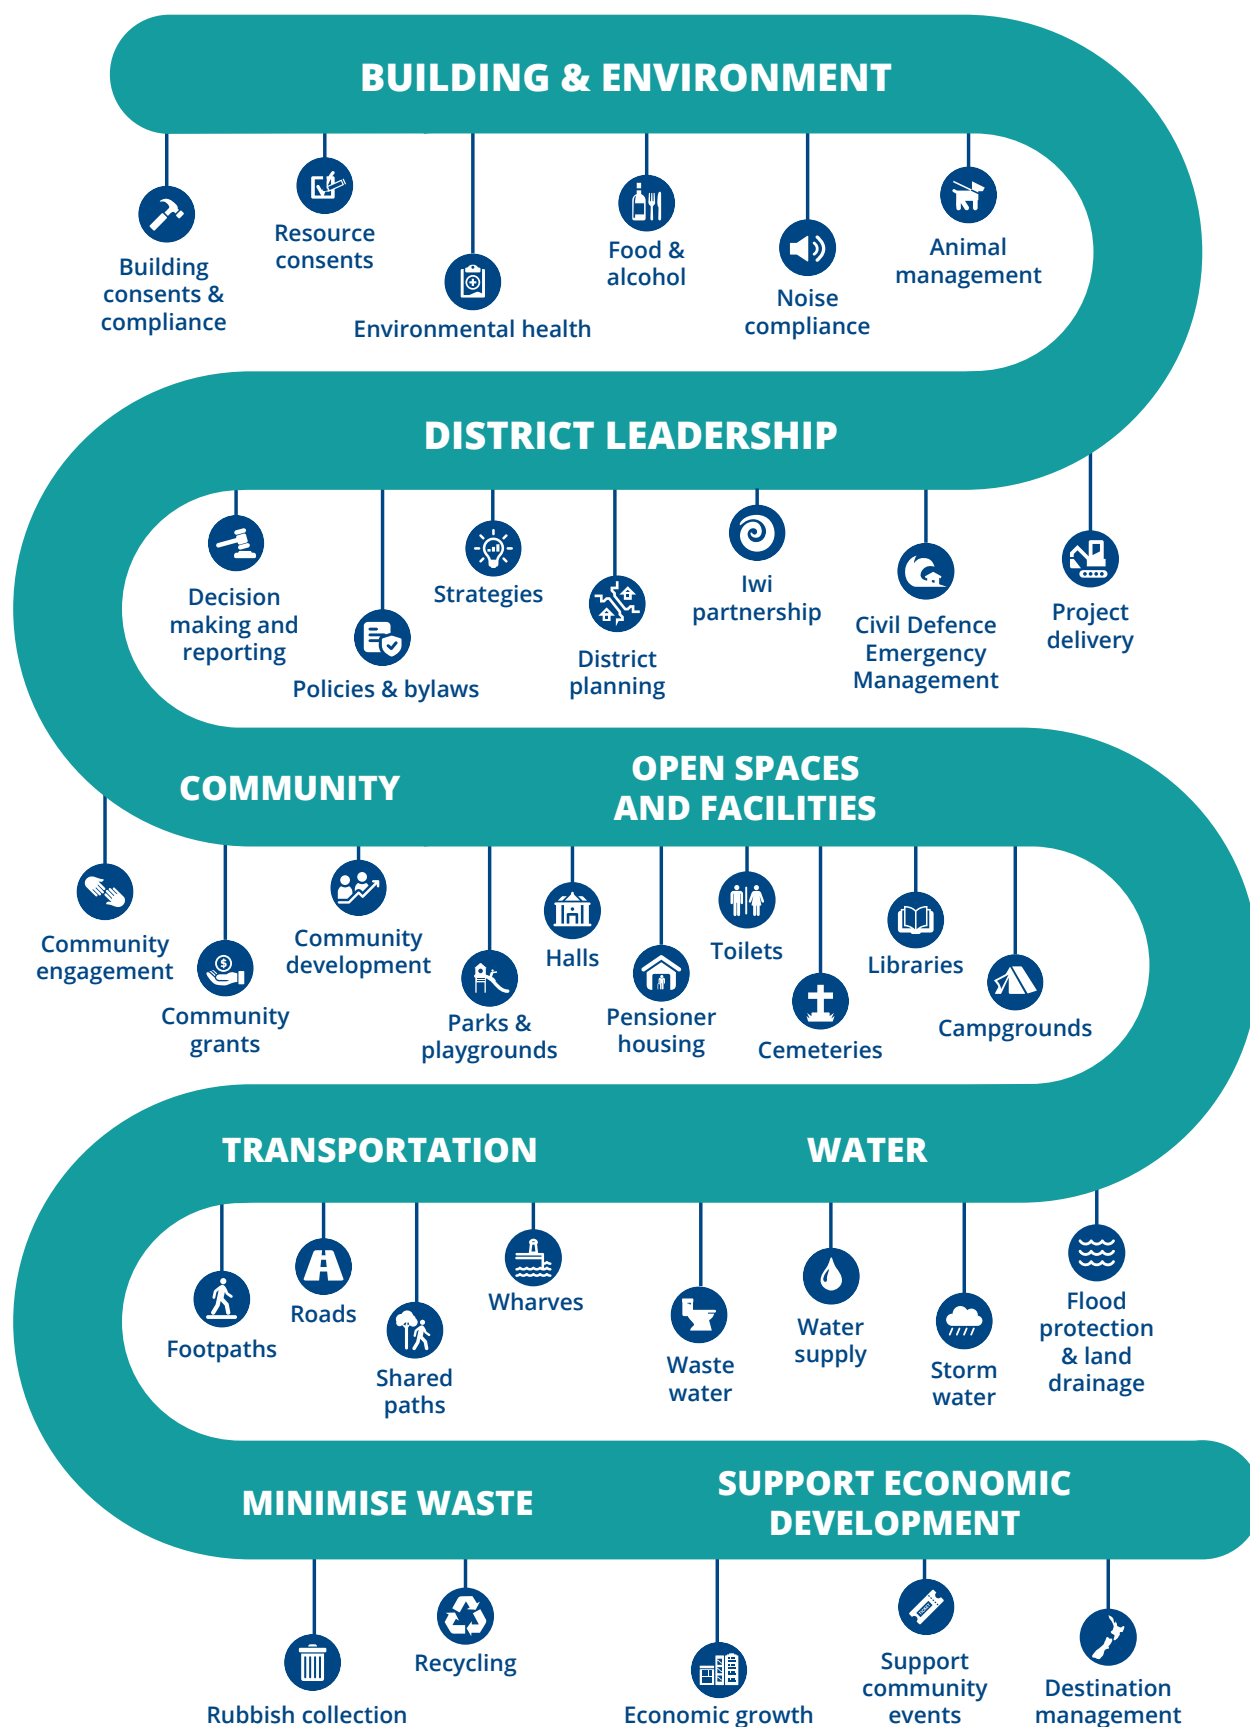 BUILDING & ENVIRONMENT
Building
consents &
compliance
Resource
consents
Environmental health
Food &
alcohol
Noise
compliance
Animal
management
DISTRICT LEADERSHIP
Decision
making and
reporting
Policies & bylaws
Strategies
District
planning
Iwi
partnership
Civil Defence
Emergency
Management
Project
delivery
COMMUNITY
Community
engagement
Community
grants
Community
development
OPEN SPACES
AND FACILITIES
Parks &
playgrounds
Halls
Pensioner
housing
Toilets
Cemeteries
Libraries
Campgrounds
TRANSPORTATION
Footpaths
Roads
Shared
paths
Wharves
WATER
Waste
water
Water
supply
Storm
water
Flood
protection
& land
drainage
MINIMISE WASTE
Rubbish collection
Recycling
SUPPORT ECONOMIC
DEVELOPMENT
Economic growth
Support
community
events
Destination
management